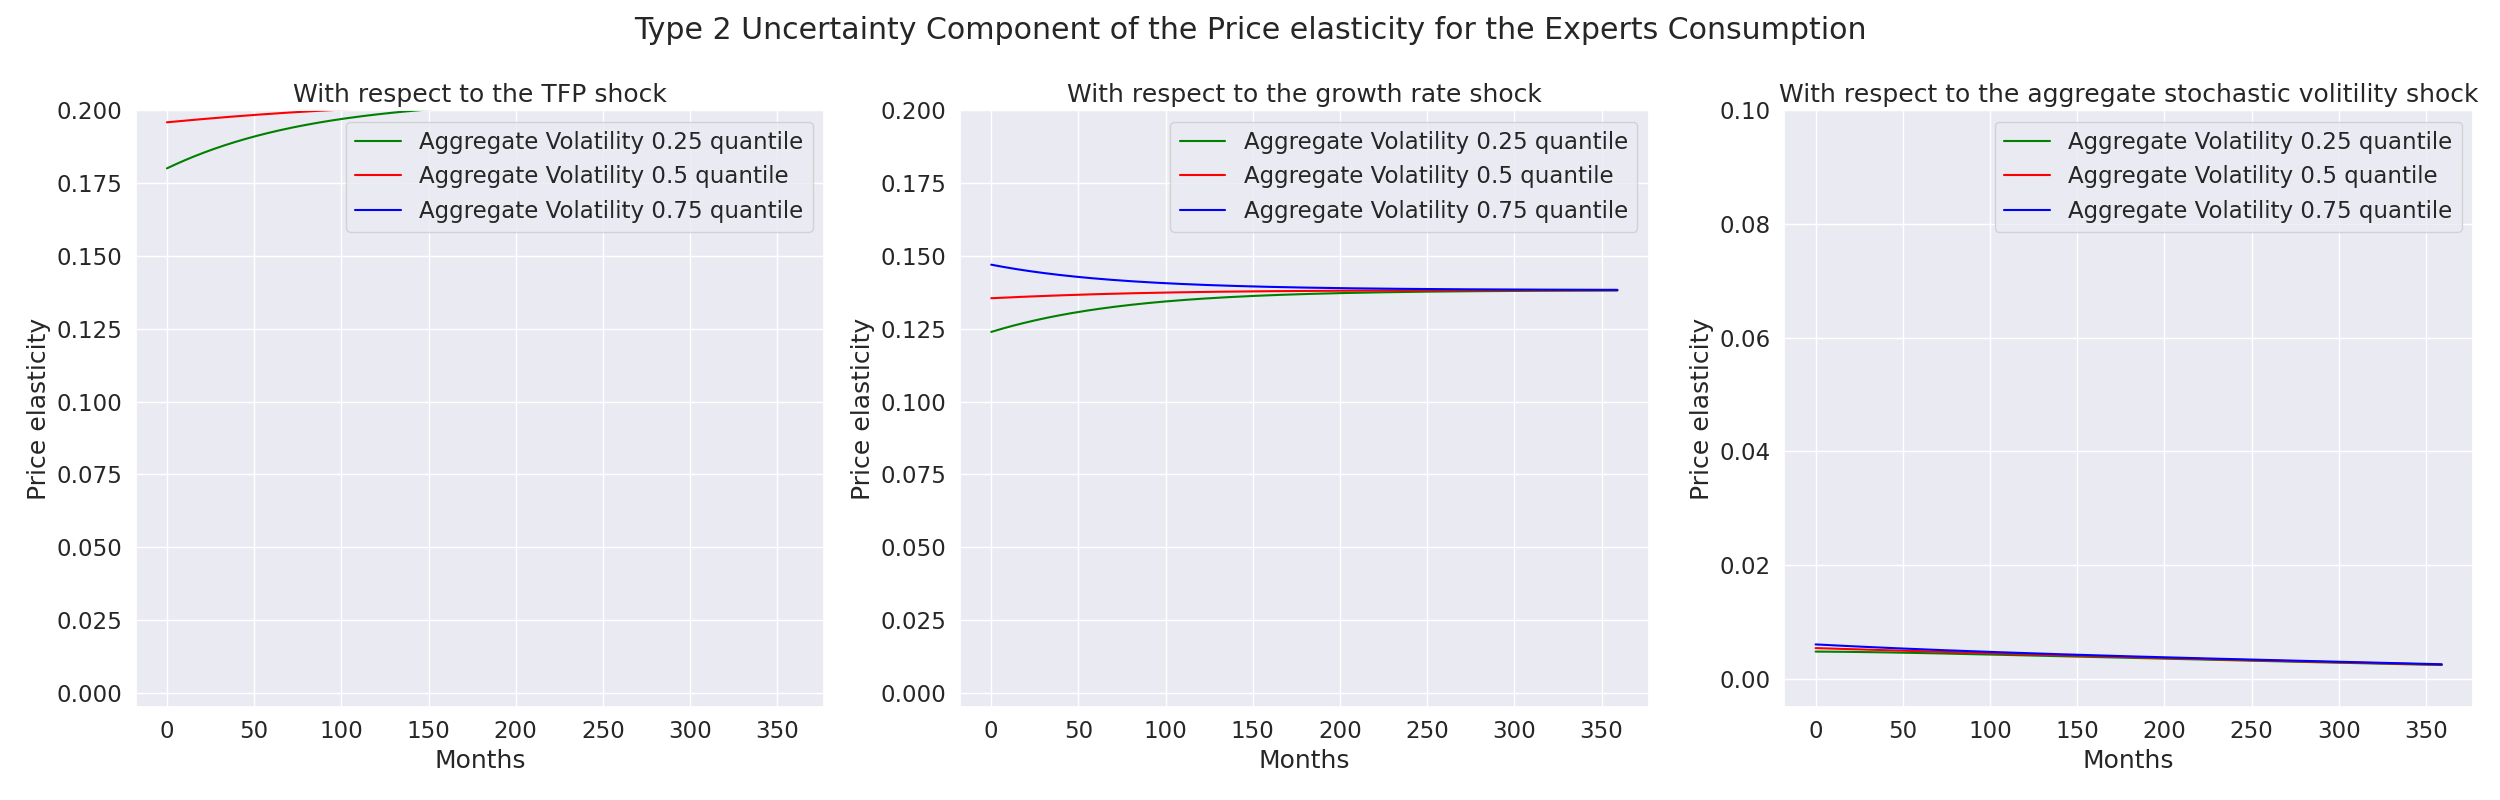 Type 2 Uncertainty Component of the Price elasticity for the Experts Consumption
With respect to the TFP shock
0.200
0.175
0.150
0.125
0.100
0.075
0.050
0.025
0.000
Price elasticity
Aggregate Volatility 0.25 quantile
Aggregate Volatility 0.5 quantile
Aggregate Volatility 0.75 quantile
0 50 100 150 200 250 300 350
Months
With respect to the growth rate shock
0.200
0.175
0.150
0.125
0.100
0.075
0.050
0.025
0.000
Price elasticity
Aggregate Volatility 0.25 quantile
Aggregate Volatility 0.5 quantile
Aggregate Volatility 0.75 quantile
0 50 100 150 200 250 300 350
Months
With respect to the aggregate stochastic volitility shock
0.10
0.08
0.06
0.04
0.02
0.00
Price elasticity
Aggregate Volatility 0.25 quantile
Aggregate Volatility 0.5 quantile
Aggregate Volatility 0.75 quantile
0 50 100 150 200 250 300 350
Months